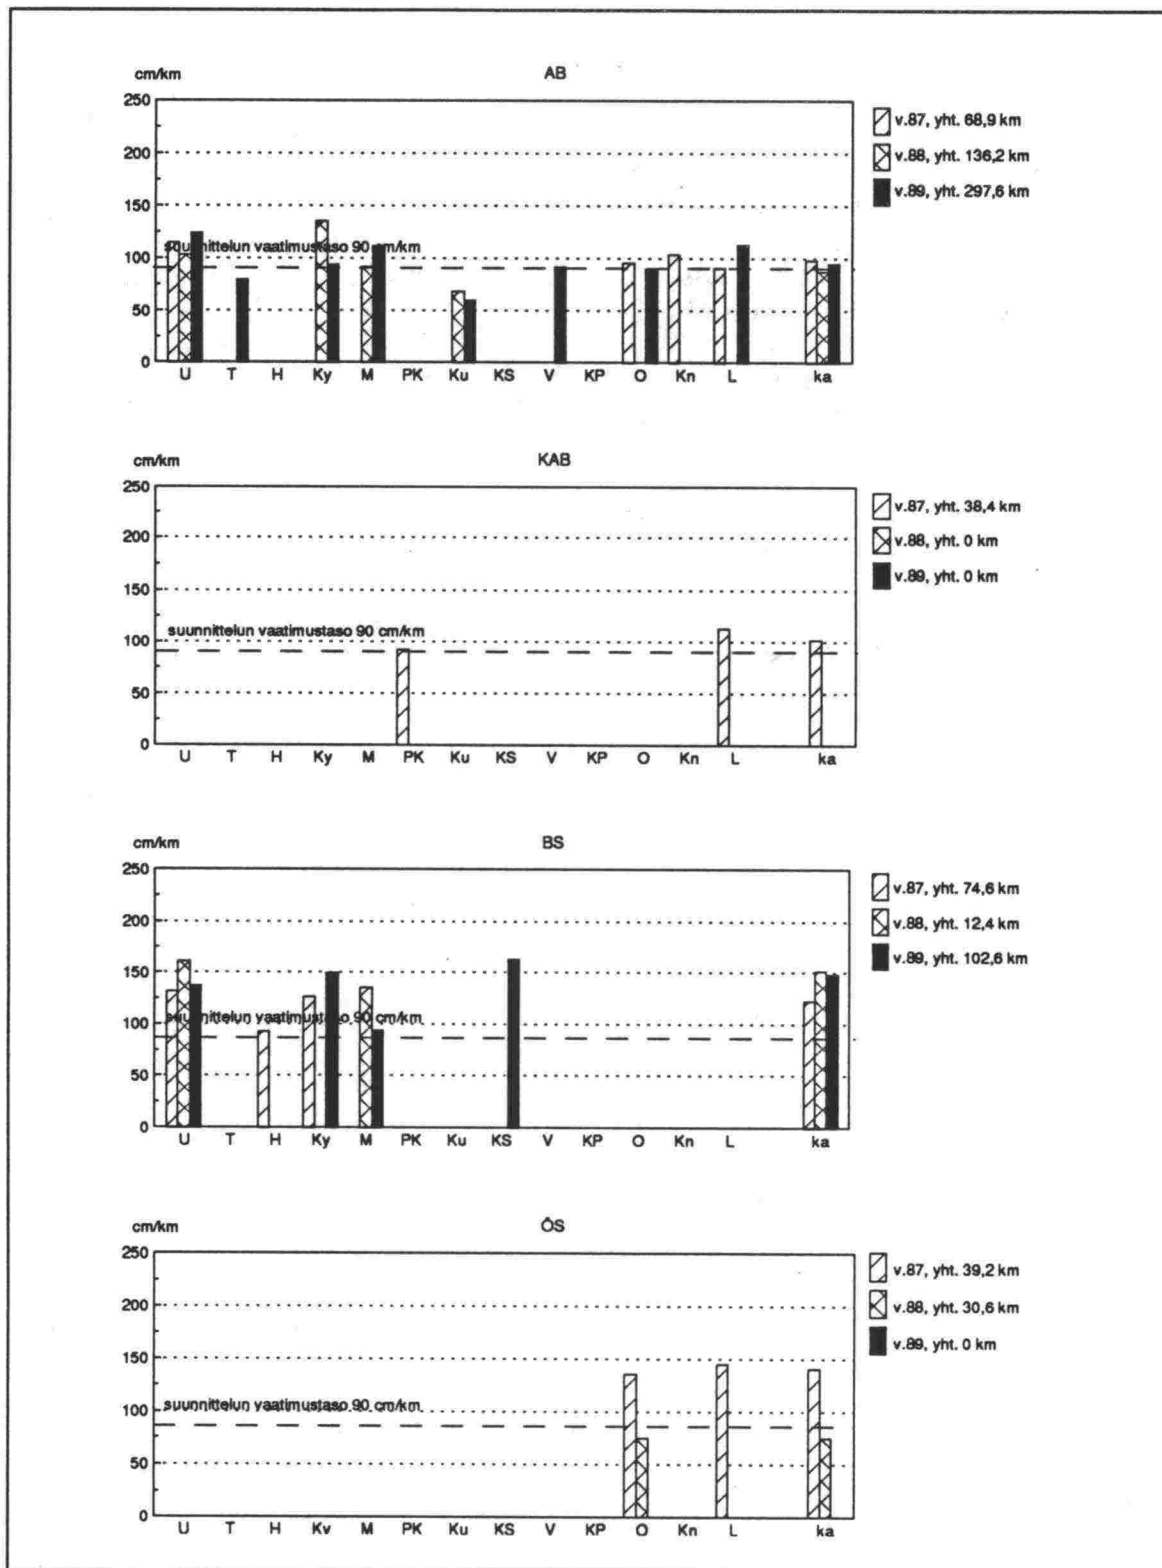 cm/km
AB
250
v.87, yht. 68,9 km
200
v.88, yht. 136,2 km
v.89, yht. 297,6 km
150
suunnittelun vaatimustaso 90 cm/km
100
50
0
U T H Ky M PK Ku KS V KP O Kn L ka
cm/km
KAB
250
v.87, yht. 38,4 km
200
v.88, yht. 0 km
v.89, yht. 0 km
150
suunnittelun vaatimustaso 90 cm/km
100
50
0
U T H Ky M PK Ku KS V KP O Kn L ka
cm/km
BS
250
v.87, yht. 74,6 km
200
v.88, yht. 12,4 km
v.89, yht. 102,6 km
150
suunnittelun vaatimustaso 90 cm/km
100
50
0
U T H Ky M PK Ku KS V KP O Kn L ka
cm/km
ÖS
250
v.87, yht. 39,2 km
200
v.88, yht. 30,6 km
v.89, yht. 0 km
150
suunnittelun vaatimustaso 90 cm/km
100
50
0
U T H Kv M PK Ku KS V KP O Kn L ka